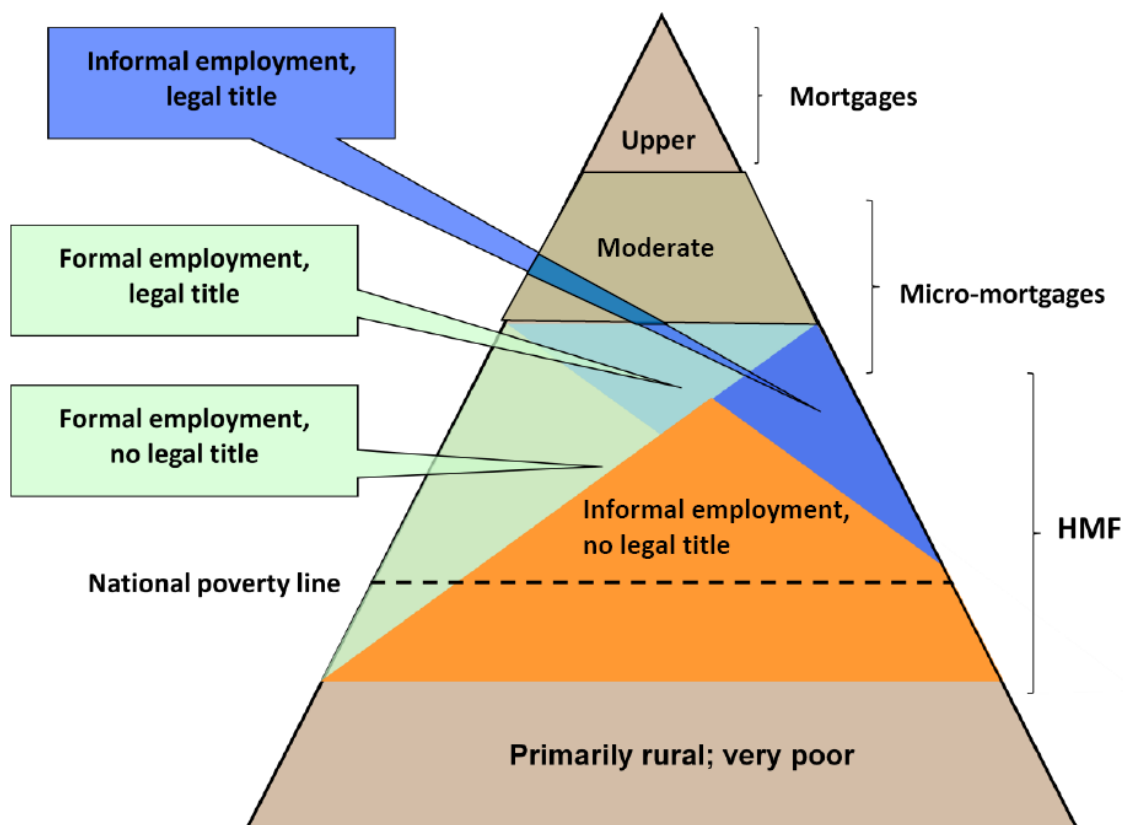 Informal employment,
legal title
Mortgages
Upper
Formal employment,
legal title
Moderate
Micro-mortgages
Formal employment,
no legal title
Informal employment,
no legal title
HMF
National poverty line
Primarily rural; very poor